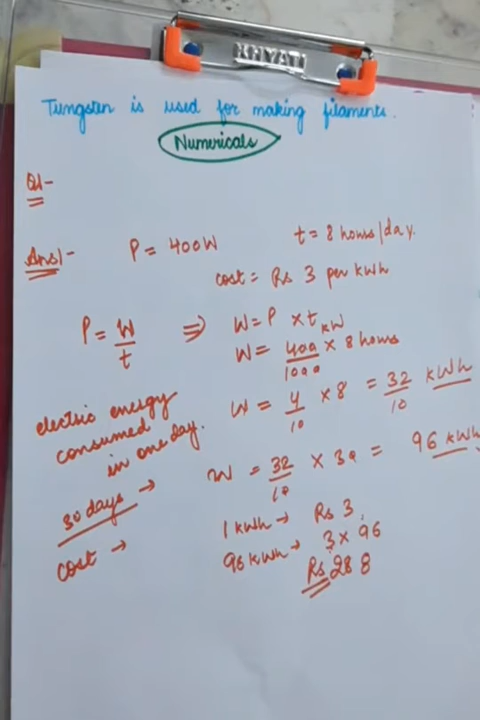 KHYATI
Tungsten is used for making filaments.
Numericals
Q1-
Ans1- P = 400W t = 8 hours/day.
cost = Rs 3 per kWh
P = W/t ⇒ W = P × t
W = 400/1000 kW × 8 hours
electric energy consumed in one day. W = 4/10 × 8 = 32/10 kWh
30 days → W = 32/10 × 30 = 96 kWh
cost → 1 kWh → Rs 3
96 kWh → 3 × 96
Rs 288